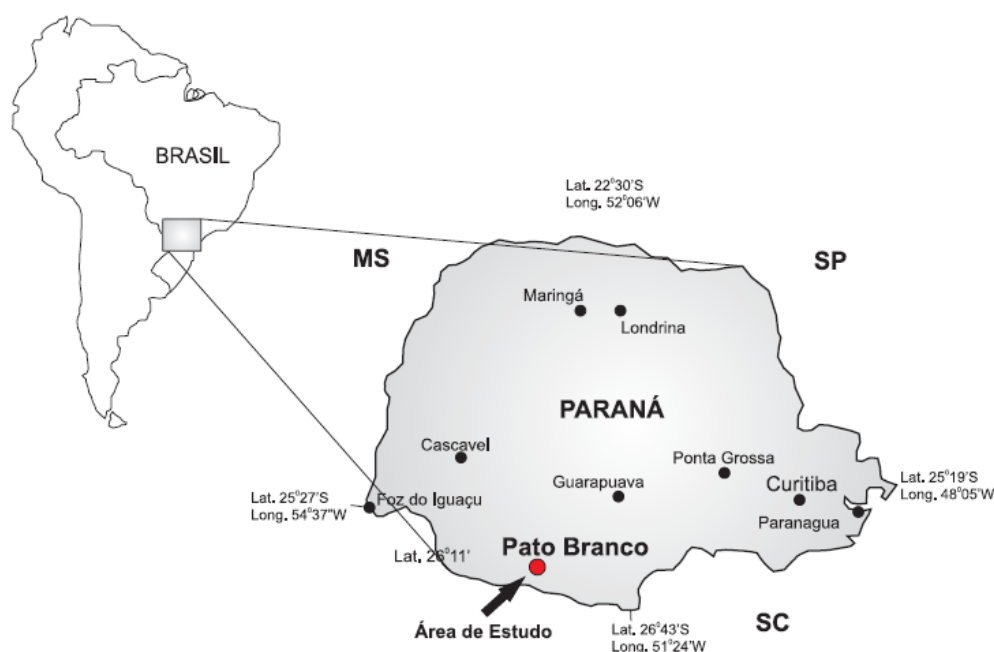 BRASIL
Lat. 22°30'S
Long. 52°06'W
MS
SP
Maringá
Londrina
PARANÁ
Cascavel
Ponta Grossa
Guarapuava
Curitiba
Lat. 25°19'S
Long. 48°05'W
Lat. 25°27'S
Long. 54°37"W
Foz do Iguaçu
Paranagua
Pato Branco
Lat. 26°11'
Área de Estudo
Lat. 26°43'S
Long. 51°24'W
SC